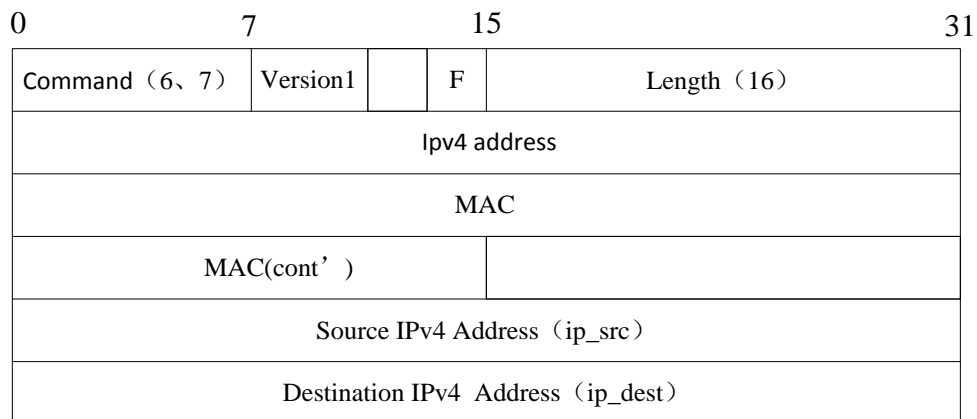 0 7 15 31
Command（6、7） Version1 F Length（16）
Ipv4 address
MAC
MAC(cont’)
Source IPv4 Address（ip_src）
Destination IPv4 Address（ip_dest）